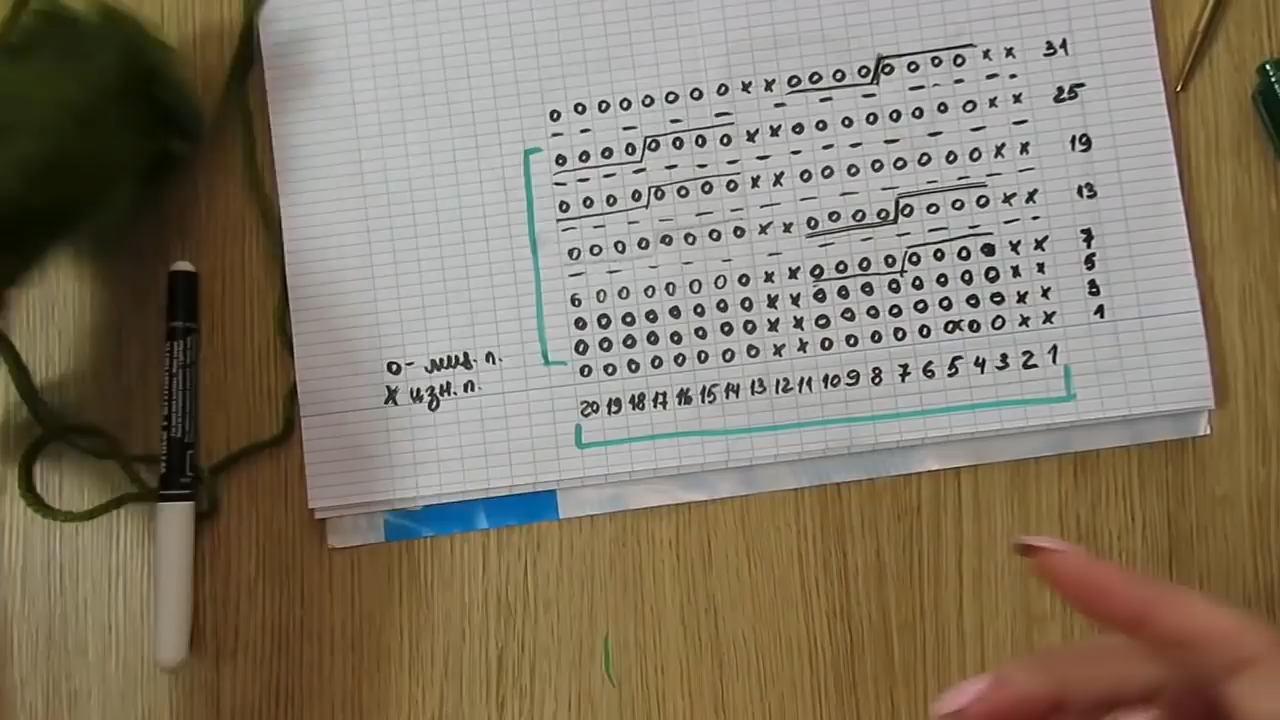 o o o o o o o o x x o o o o o o o o x x 31
o o o o o o o o x x o o o o o o o o x x 25
o o o o o o o o x x o o o o o o o o x x 19
o o o o o o o o x x o o o o o o o o x x 13
6 o o o o o o o x x o o o o o o o o x x 7
o o o o o o o o x x o o o o o o o o x x 5
o o o o o o o o x x o o o o o o o o x x 3
o o o o o o o o x x o o o o o o o o x x 1
20 19 18 17 16 15 14 13 12 11 10 9 8 7 6 5 4 3 2 1
o- лиц. п.
x изн. п.